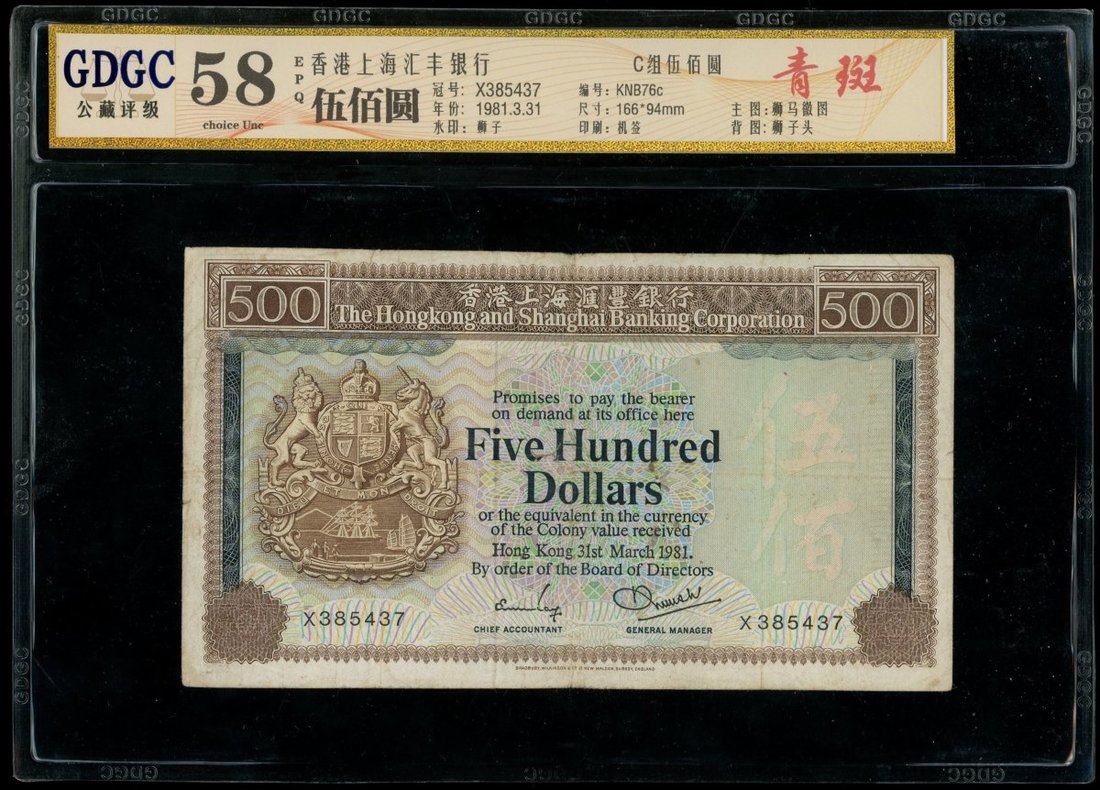 GDGC GDGC GDGC GDGC GDGC
GDGC
公藏评级
58
choice Unc
EPQ
香港上海汇丰银行
C组伍佰圆
青斑
伍佰圆
冠号: X385437
编号: KNB76c
年份: 1981.3.31
尺寸: 166*94mm
主图: 狮马徽图
水印: 狮子
印刷: 机签
背图: 狮子头
500
香港上海滙豐銀行
500
The Hongkong and Shanghai Banking Corporation
Promises to pay the bearer
on demand at its office here
Five Hundred
Dollars
or the equivalent in the currency
of the Colony value received
Hong Kong 31st March 1981.
By order of the Board of Directors
伍佰
X385437
CHIEF ACCOUNTANT
GENERAL MANAGER
X385437